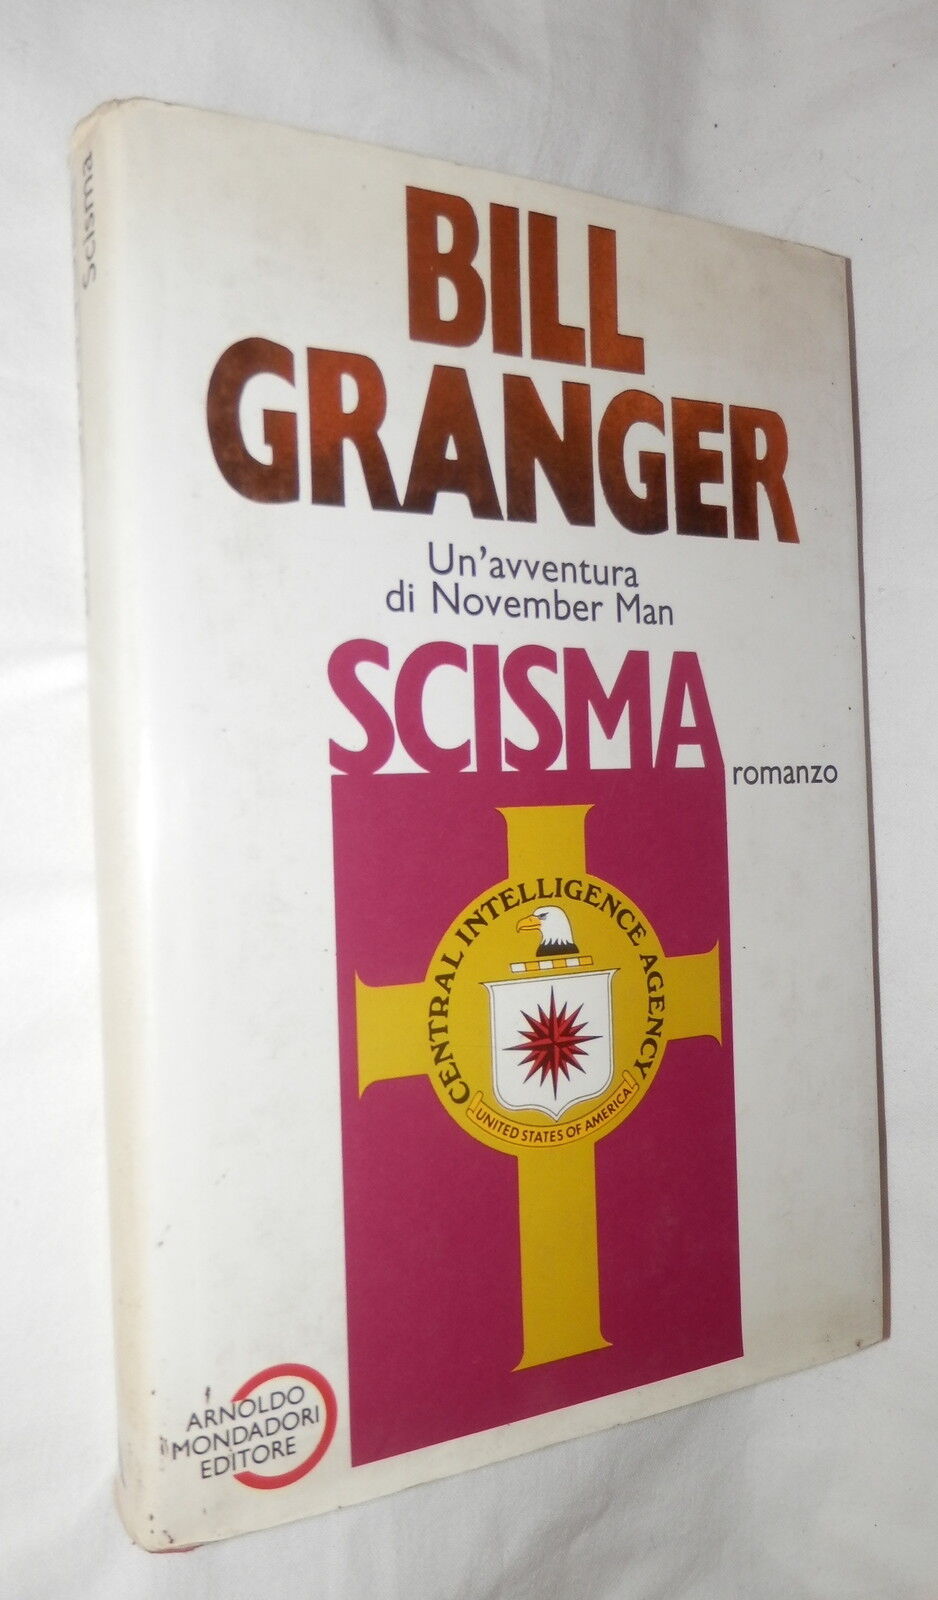 Scisma
BILL
GRANGER
Un'avventura
di November Man
SCISMA
romanzo
CENTRAL INTELLIGENCE AGENCY
UNITED STATES OF AMERICA
ARNOLDO
MONDADORI
EDITORE